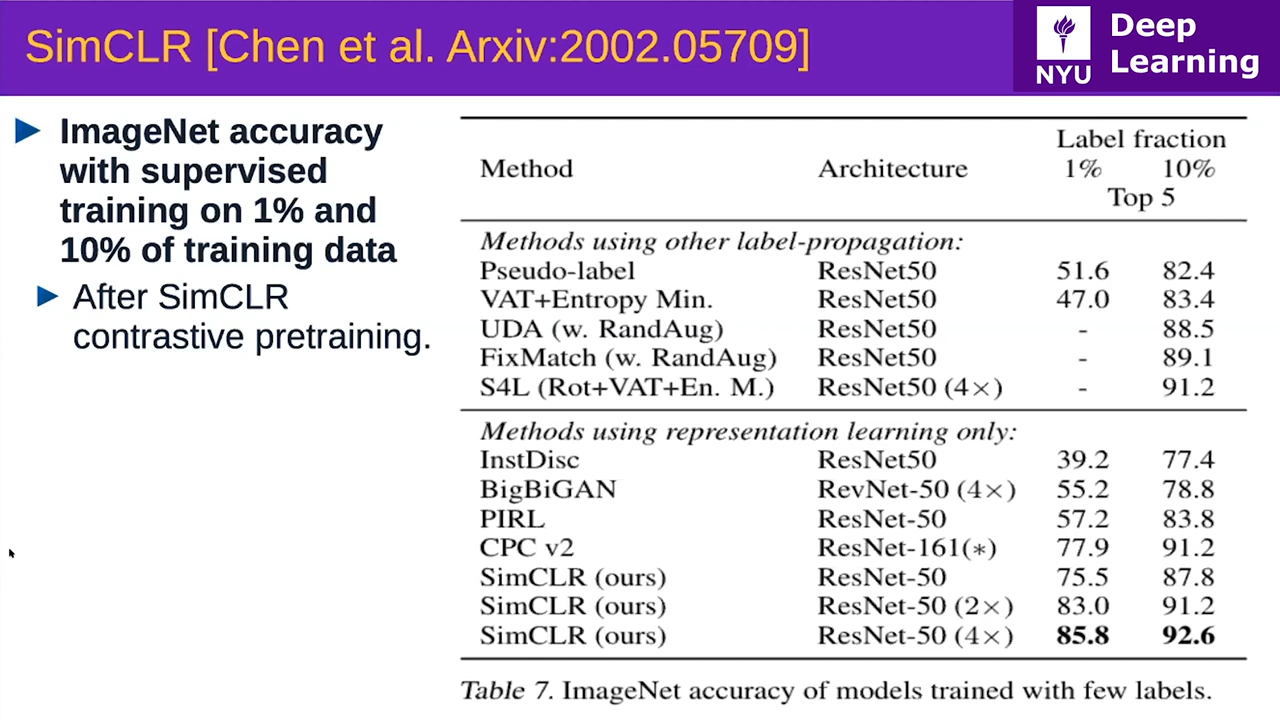 SimCLR [Chen et al. Arxiv:2002.05709]
NYU
Deep
Learning
ImageNet accuracy
with supervised
training on 1% and
10% of training data
After SimCLR
contrastive pretraining.
Label fraction
Method Architecture 1% 10%
Top 5
Methods using other label-propagation:
Pseudo-label ResNet50 51.6 82.4
VAT+Entropy Min. ResNet50 47.0 83.4
UDA (w. RandAug) ResNet50 - 88.5
FixMatch (w. RandAug) ResNet50 - 89.1
S4L (Rot+VAT+En. M.) ResNet50 (4×) - 91.2
Methods using representation learning only:
InstDisc ResNet50 39.2 77.4
BigBiGAN RevNet-50 (4×) 55.2 78.8
PIRL ResNet-50 57.2 83.8
CPC v2 ResNet-161(∗) 77.9 91.2
SimCLR (ours) ResNet-50 75.5 87.8
SimCLR (ours) ResNet-50 (2×) 83.0 91.2
SimCLR (ours) ResNet-50 (4×) 85.8 92.6
Table 7. ImageNet accuracy of models trained with few labels.